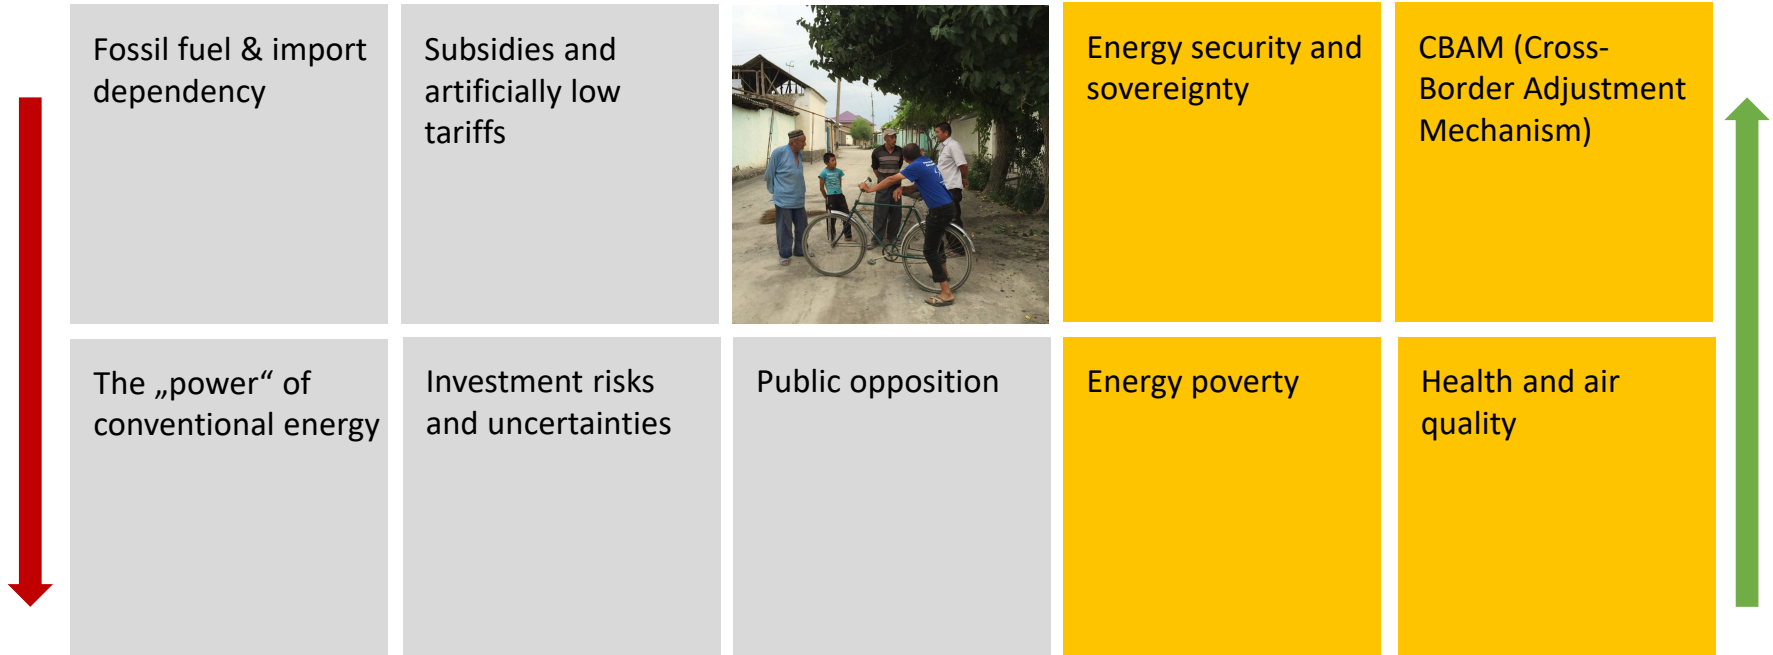 Fossil fuel & import
dependency
Subsidies and
artificially low
tariffs
Energy security and
sovereignty
CBAM (Cross-
Border Adjustment
Mechanism)
The „power“ of
conventional energy
Investment risks
and uncertainties
Public opposition
Energy poverty
Health and air
quality